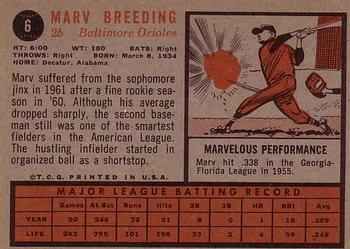 6
MARV BREEDING
2b Baltimore Orioles
HT: 6:00 WT: 180 BATS: Right
THROWS: Right BORN: March 8, 1934
HOME: Decatur, Alabama
Marv suffered from the sophomore
jinx in 1961 after a fine rookie season
in '60. Although his average
dropped sharply, the second baseman
still was one of the smartest
fielders in the American League.
The hustling infielder started in
organized ball as a shortstop.
© T.C.G. PRINTED IN U.S.A.
MARVELOUS PERFORMANCE
Marv hit .338 in the Georgia-
Florida League in 1955.
MAJOR LEAGUE BATTING RECORD
Games At Bat Runs Hits 2B 3B HR RBI Avg.
YEAR 90 244 32 51 8 0 1 16 .209
LIFE 242 795 101 198 33 2 4 59 .249